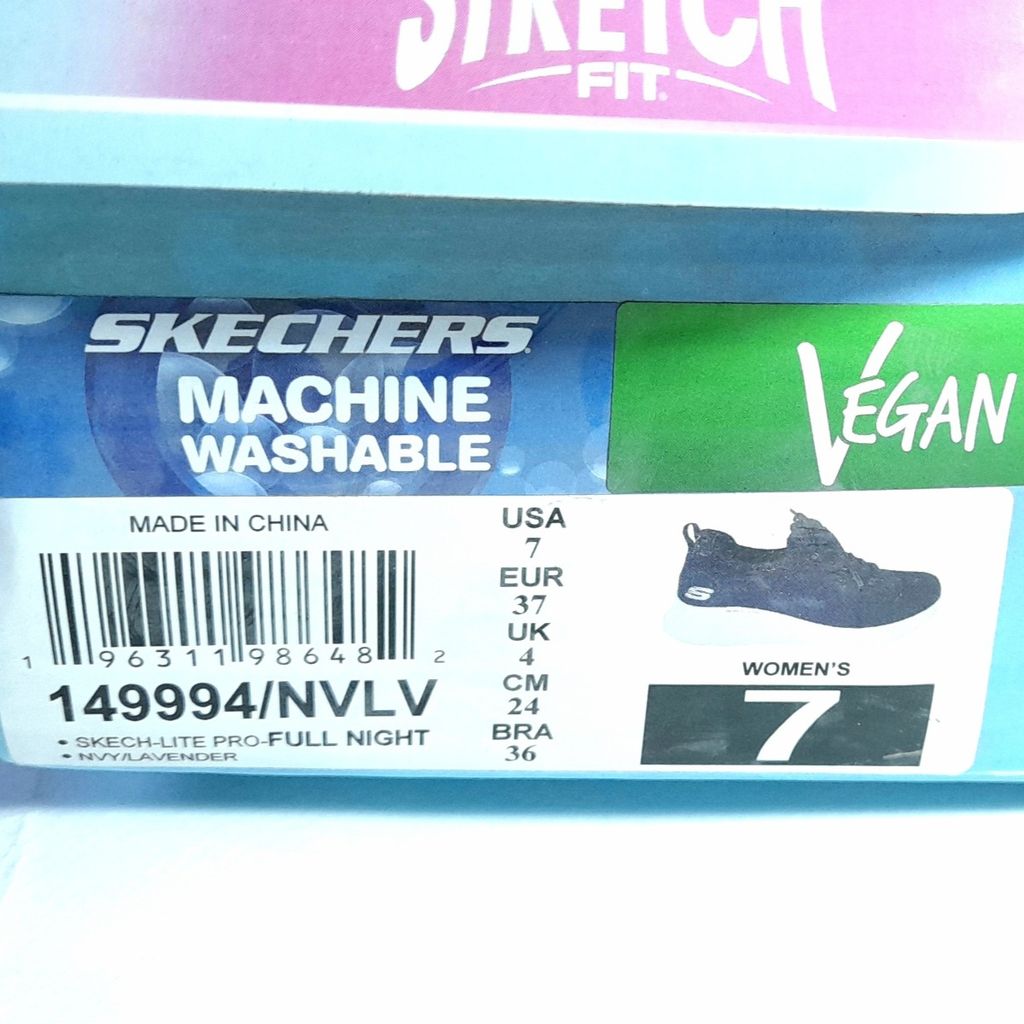 STRETCH
FIT.
SKECHERS
MACHINE
WASHABLE
VEGAN
MADE IN CHINA
1 96311 98648 2
149994/NVLV
• SKECH-LITE PRO-FULL NIGHT
• NVY/LAVENDER
USA
7
EUR
37
UK
4
CM
24
BRA
36
S
WOMEN'S
7